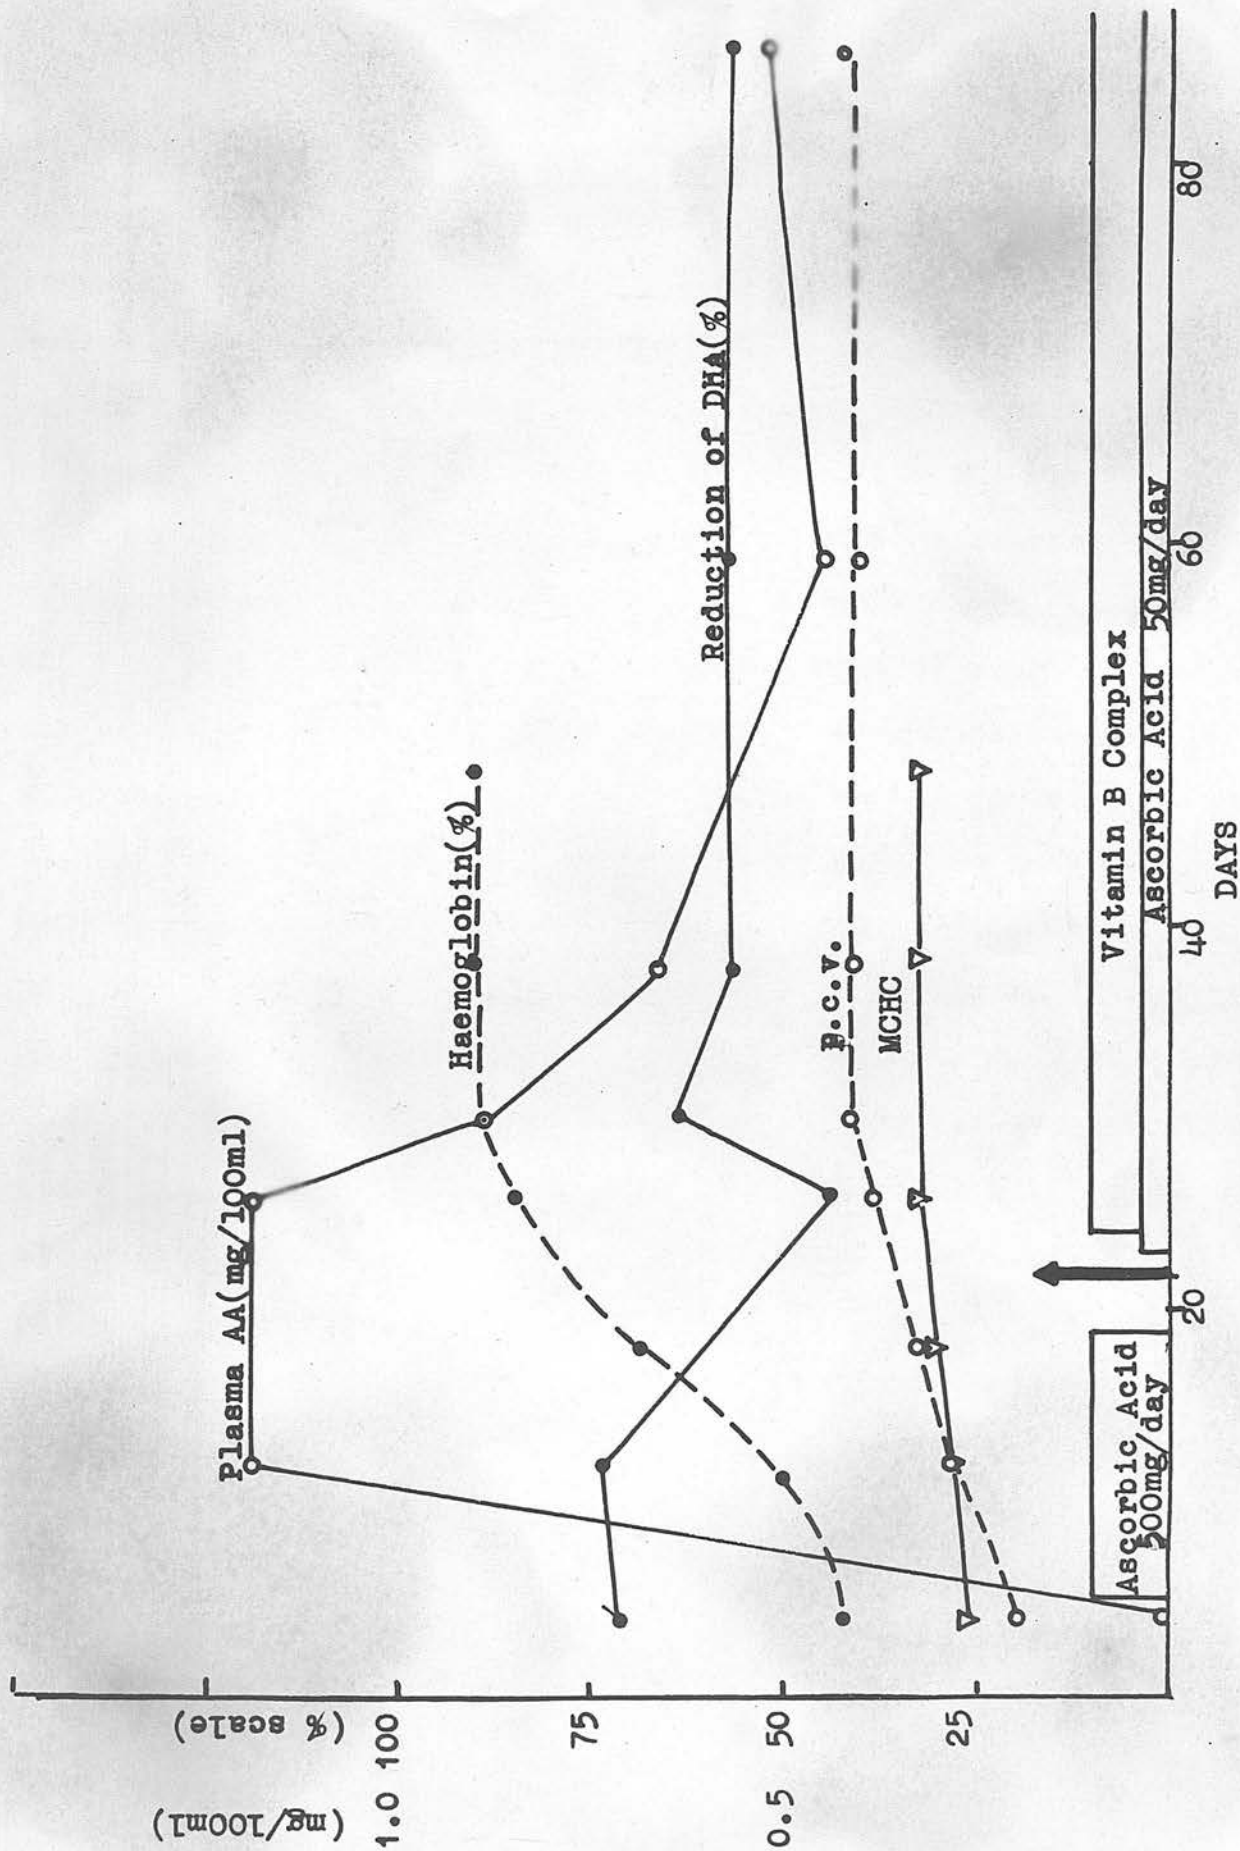 (mg/100ml)
(% scale)
1.0 100
75
0.5 50
25
Plasma AA(mg/100ml)
Haemoglobin(%)
Reduction of DHA(%)
p.c.v.
MCHC
Ascorbic Acid
500mg/day
Vitamin B Complex
Ascorbic Acid 50mg/day
20
40
60
80
DAYS